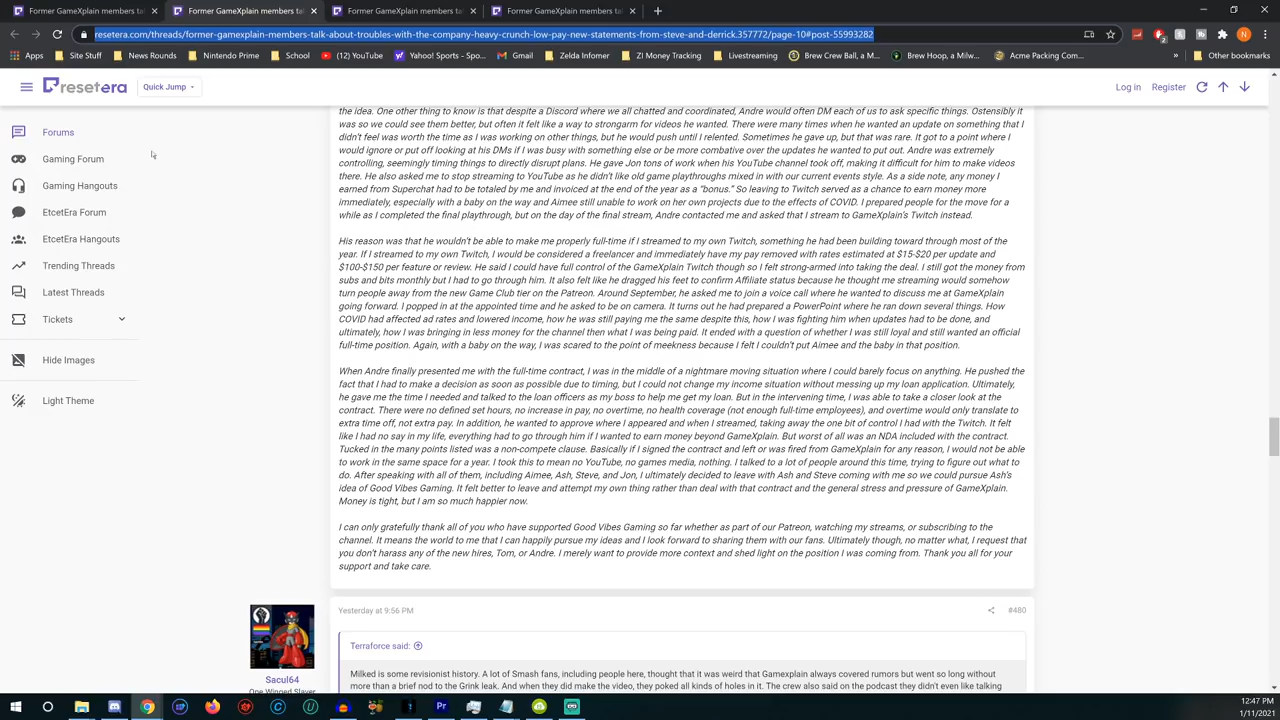 Former GameXplain members talk
Former GameXplain members talk
Former GameXplain members talk
Former GameXplain members talk
resetera.com/threads/former-gamexplain-members-talk-about-troubles-with-the-company-heavy-crunch-low-pay-new-statements-from-steve-and-derrick.357772/page-10#post-55993282
Apps Site Stuff News Rounds Nintendo Prime School (12) YouTube Yahoo! Sports -... Gmail Golden Zelda Infomer ZI Money Tracking Limitless Brew Crew Ball, a M... Brew Hoop, a Milw... Acme Packing Com... » Other bookmarks
resetera Quick Jump Log in Register
Forums
Gaming Forum
Gaming Hangouts
EtcetEra Forum
EtcetEra Hangouts
Trending Threads
Latest Threads
Tickets
Hide Images
Light Theme
the idea. One other thing to know is that despite a Discord where we all chatted and coordinated, Andre would often DM each of us to ask specific things. Ostensibly it
was so we could see them better, but often it felt like a way to strongarm for videos he wanted. There were many times when he wanted an update on something that I
didn't feel was worth the time as I was working on other things, but he would push until I relented. Sometimes he gave up, but that was rare. It got to a point where I
would ignore or put off looking at his DMs if I was busy with something else or be more combative over the updates he wanted to put out. Andre was extremely
controlling, seemingly timing things to directly disrupt plans. He gave Jon tons of work when his YouTube channel took off, making it difficult for him to make videos
there. He also asked me to stop streaming to YouTube as he didn't like old game playthroughs mixed in with our current events style. As a side note, any money I
earned from Superchat had to be totaled by me and invoiced at the end of the year as a “bonus.” So leaving to Twitch served as a chance to earn money more
immediately, especially with a baby on the way and Aimee still unable to work on her own projects due to the effects of COVID. I prepared people for the move for a
while as I completed the final playthrough, but on the day of the final stream, Andre contacted me and asked that I stream to GameXplain's Twitch instead.
His reason was that he wouldn't be able to make me properly full-time if I streamed to my own Twitch, something he had been building toward through most of the
year. If I streamed to my own Twitch, I would be considered a freelancer and immediately have my pay removed with rates estimated at $15-$20 per update and
$100-$150 per feature or review. He said I could have full control of the GameXplain Twitch though so I felt strong-armed into taking the deal. I still got the money from
subs and bits monthly but I had to go through him. It also felt like he dragged his feet to confirm Affiliate status because he thought me streaming would somehow
turn people away from the new Game Club tier on the Patreon. Around September, he asked me to join a voice call where he wanted to discuss me at GameXplain
going forward. I popped in at the appointed time and he asked to be on camera. It turns out he had prepared a PowerPoint where he ran down several things. How
COVID had affected ad rates and lowered income, how he was still paying me the same despite this, how I was fighting him when updates had to be done, and
ultimately, how I was bringing in less money for the channel then what I was being paid. It ended with a question of whether I was still loyal and still wanted an official
full-time position. Again, with a baby on the way, I was scared to the point of meekness because I felt I couldn't put Aimee and the baby in that position.
When Andre finally presented me with the full-time contract, I was in the middle of a nightmare moving situation where I could barely focus on anything. He pushed the
fact that I had to make a decision as soon as possible due to timing, but I could not change my income situation without messing up my loan application. Ultimately,
he gave me the time I needed and talked to the loan officers as my boss to help me get my loan. But in the intervening time, I was able to take a closer look at the
contract. There were no defined set hours, no increase in pay, no overtime, no health coverage (not enough full-time employees), and overtime would only translate to
extra time off, not extra pay. In addition, he wanted to approve where I appeared and when I streamed, taking away the one bit of control I had with the Twitch. It felt
like I had no say in my life, everything had to go through him if I wanted to earn money beyond GameXplain. But worst of all was an NDA included with the contract.
Tucked in the many points listed was a non-compete clause. Basically if I signed the contract and left or was fired from GameXplain for any reason, I would not be able
to work in the same space for a year. I took this to mean no YouTube, no games media, nothing. I talked to a lot of people around this time, trying to figure out what to
do. After speaking with all of them, including Aimee, Ash, Steve, and Jon, I ultimately decided to leave with Ash and Steve coming with me so we could pursue Ash's
idea of Good Vibes Gaming. It felt better to leave and attempt my own thing rather than deal with that contract and the general stress and pressure of GameXplain.
Money is tight, but I am so much happier now.
I can only gratefully thank all of you who have supported Good Vibes Gaming so far whether as part of our Patreon, watching my streams, or subscribing to the
channel. It means the world to me that I can happily pursue my ideas and I look forward to sharing them with our fans. Ultimately though, no matter what, I request that
you don't harass any of the new hires, Tom, or Andre. I merely want to provide more context and shed light on the position I was coming from. Thank you all for your
support and take care.
Yesterday at 9:56 PM #480
Terraforce said:
Milked is some revisionist history. A lot of Smash fans, including people here, thought that it was weird that Gamexplain always covered rumors but went so long without
more than a brief nod to the Grink leak. And when they did make the video, they poked all kinds of holes in it. The crew also said on the podcast they didn't even like talking
Sacul64
One Winged Slayer
12:47 PM
1/11/2021